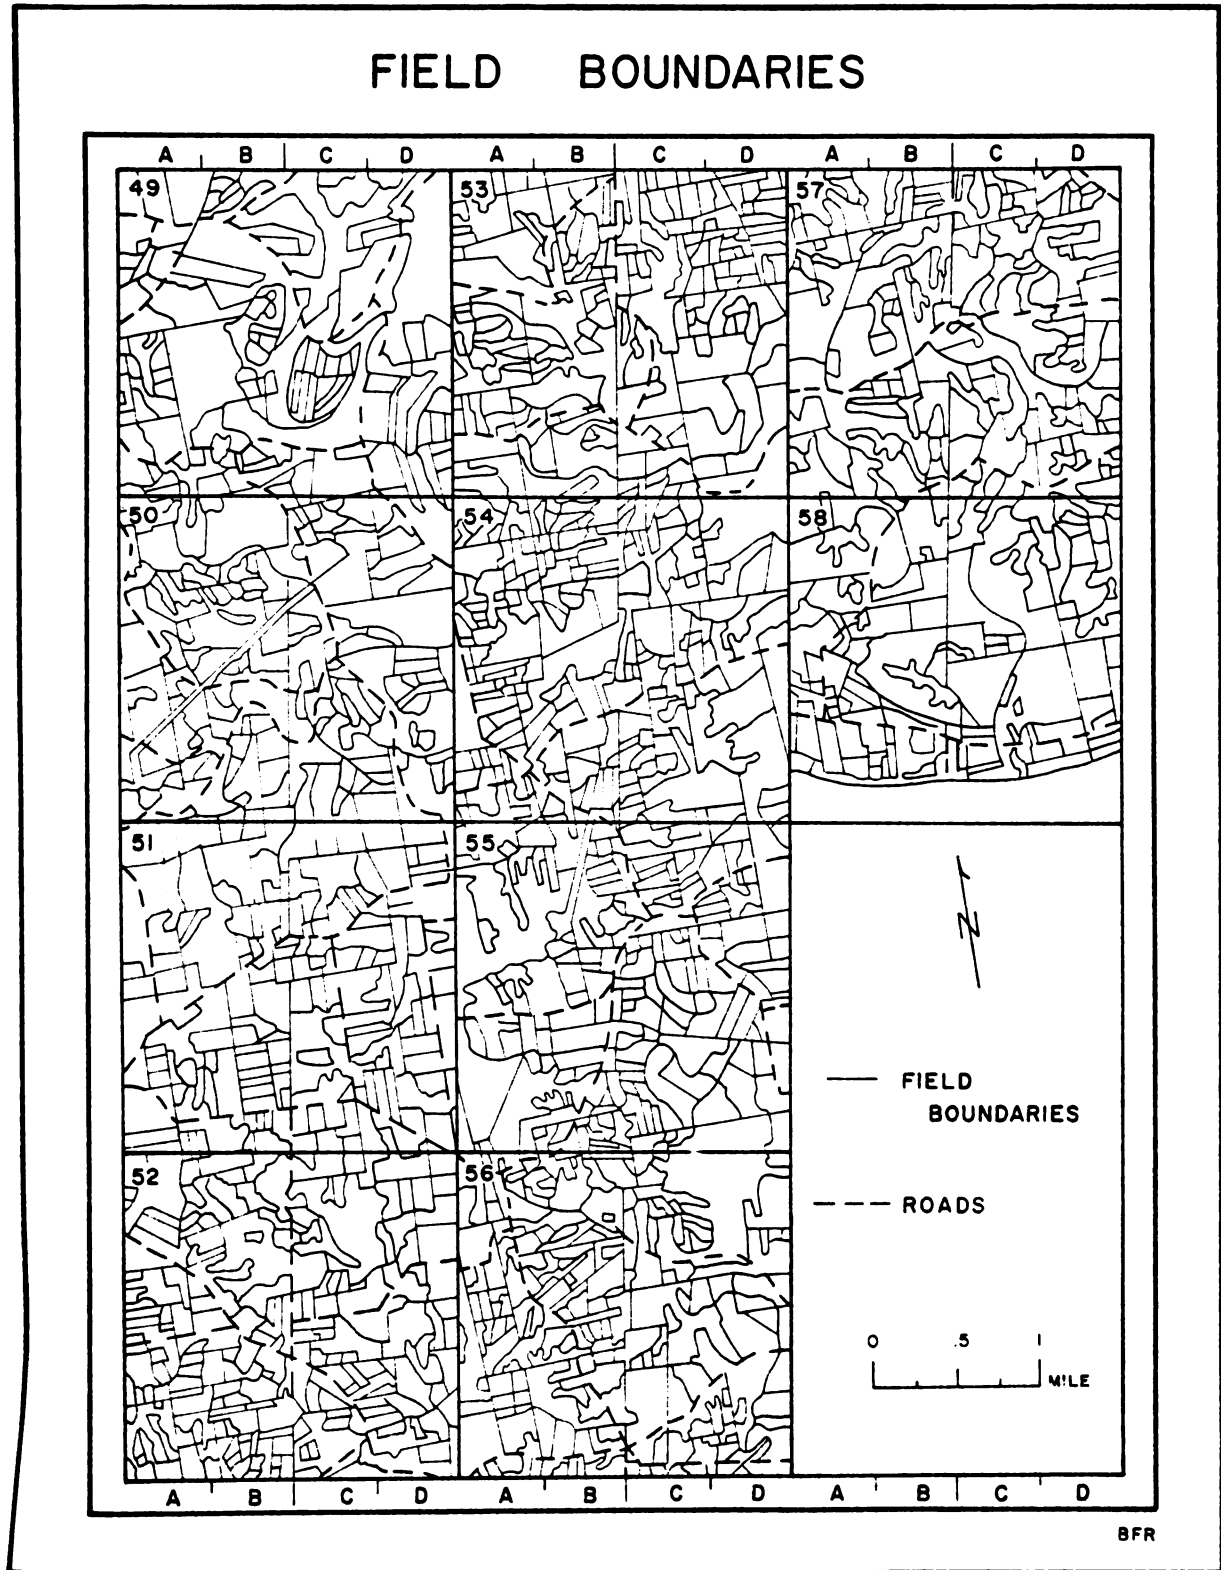 FIELD BOUNDARIES
A B C D A B C D A B C D
49 53 57
50 54 58
51 55
52 56
N
FIELD
BOUNDARIES
ROADS
0 .5 1
MILE
A B C D A B C D A B C D
BFR